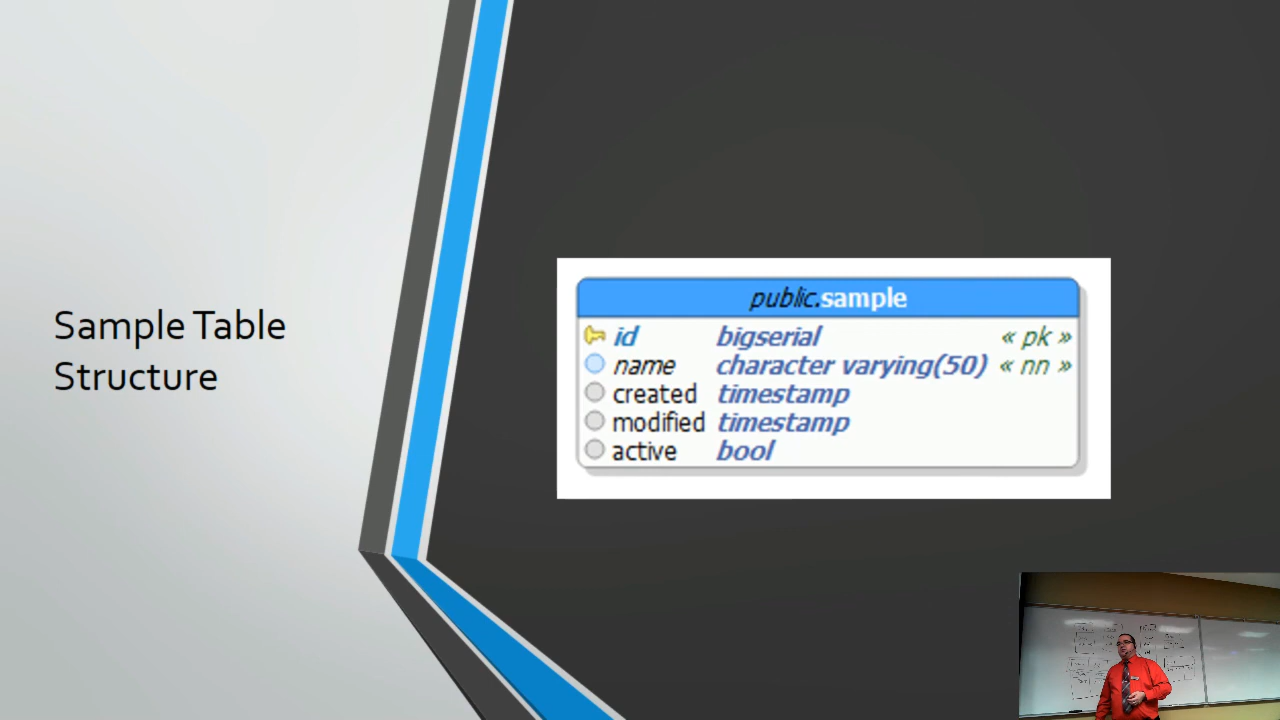 Sample Table
Structure
public.sample
id bigserial « pk »
name character varying(50) « nn »
created timestamp
modified timestamp
active bool